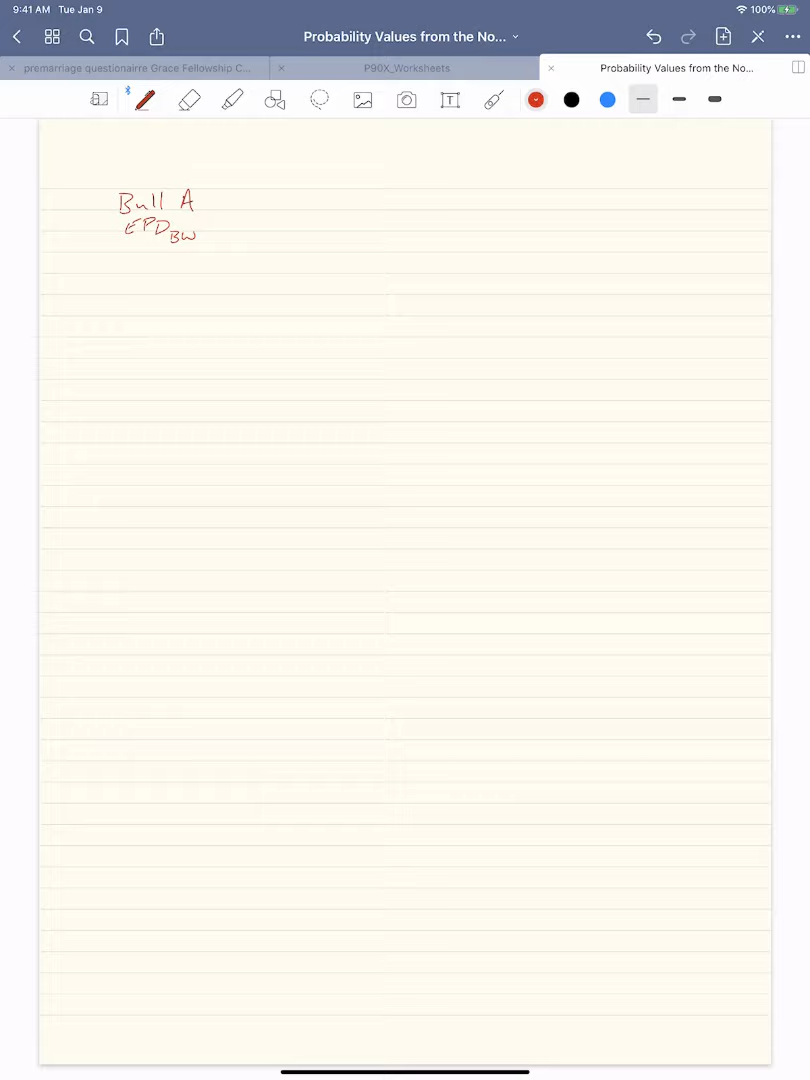 9:41 AM Tue Jan 9
100%
Probability Values from the No...
premarriage questionairre Grace Fellowship C...
P90X_Worksheets
Probability Values from the No...
Bull A
EPD BW